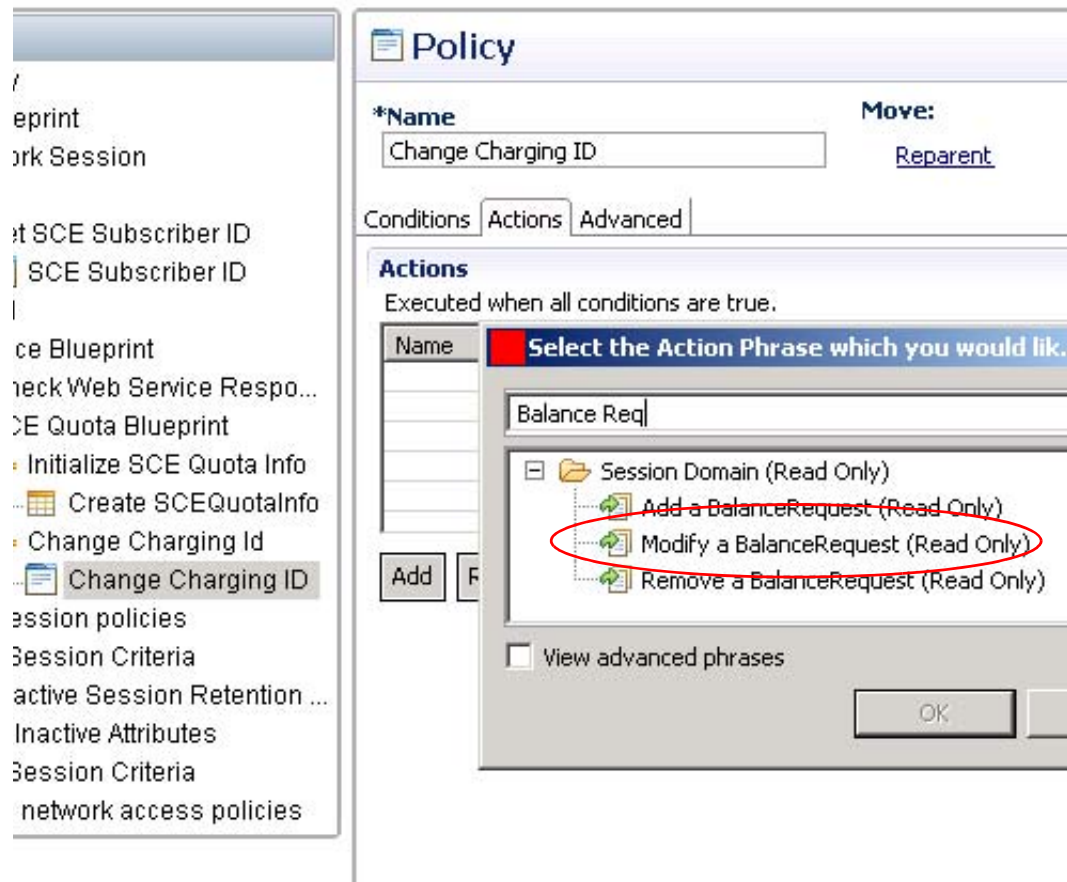 eprint
Session
SCE Subscriber ID
SCE Subscriber ID
ce Blueprint
Web Service Respo...
Quota Blueprint
Initialize SCE Quota Info
Create SCEQuotaInfo
Change Charging Id
Change Charging ID
ession policies
Session Criteria
active Session Retention ...
Inactive Attributes
Session Criteria
network access policies
Policy
*Name
Move:
Change Charging ID
Reparent
Conditions Actions Advanced
Actions
Executed when all conditions are true.
Name
Select the Action Phrase which you would lik.
Balance Req
Session Domain (Read Only)
Add a BalanceRequest (Read Only)
Modify a BalanceRequest (Read Only)
Remove a BalanceRequest (Read Only)
Add
View advanced phrases
OK